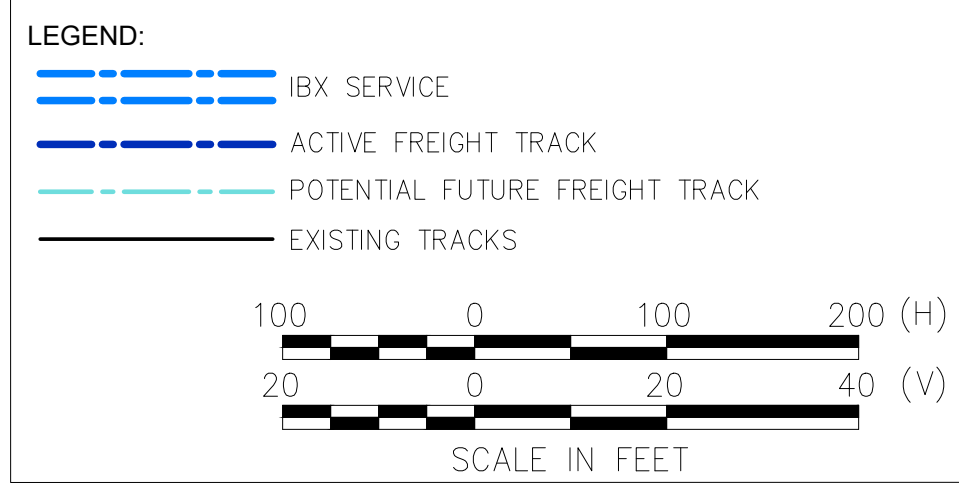 LEGEND:
IBX SERVICE
ACTIVE FREIGHT TRACK
POTENTIAL FUTURE FREIGHT TRACK
EXISTING TRACKS
100 0 100 200 (H)
20 0 20 40 (V)
SCALE IN FEET